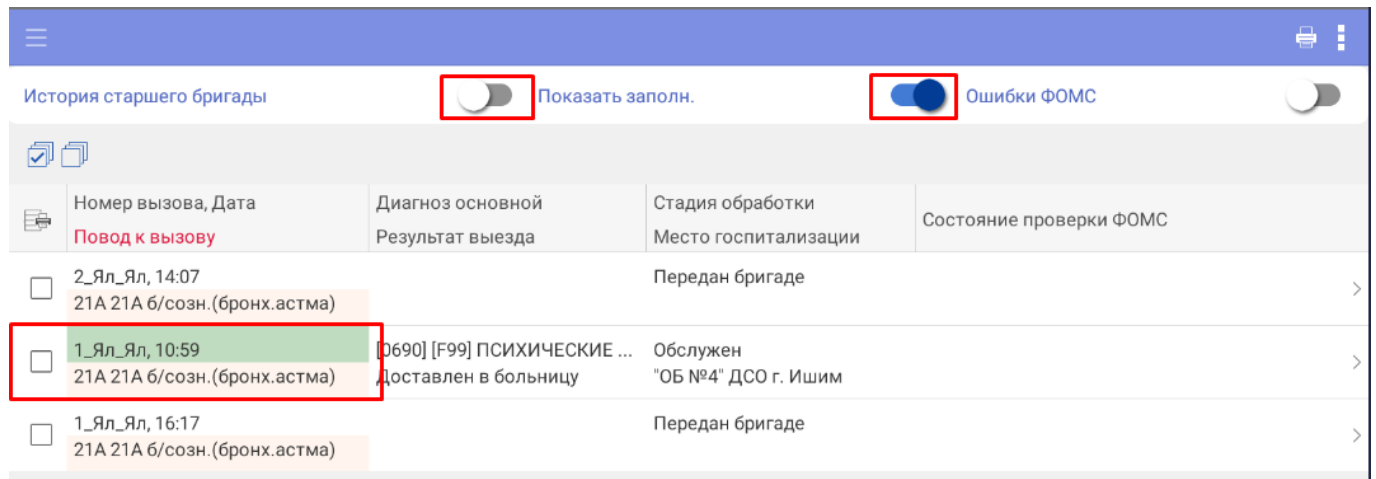 История старшего бригады Показать заполн. Ошибки ФОМС
Номер вызова, Дата Диагноз основной Стадия обработки Состояние проверки ФОМС
Повод к вызову Результат выезда Место госпитализации
2_Ял_Ял, 14:07 Передан бригаде
21А 21А б/созн.(бронх.астма)
1_Ял_Ял, 10:59 [0690] [F99] ПСИХИЧЕСКИЕ ... Обслужен
21А 21А б/созн.(бронх.астма) Доставлен в больницу "ОБ №4" ДСО г. Ишим
1_Ял_Ял, 16:17 Передан бригаде
21А 21А б/созн.(бронх.астма)